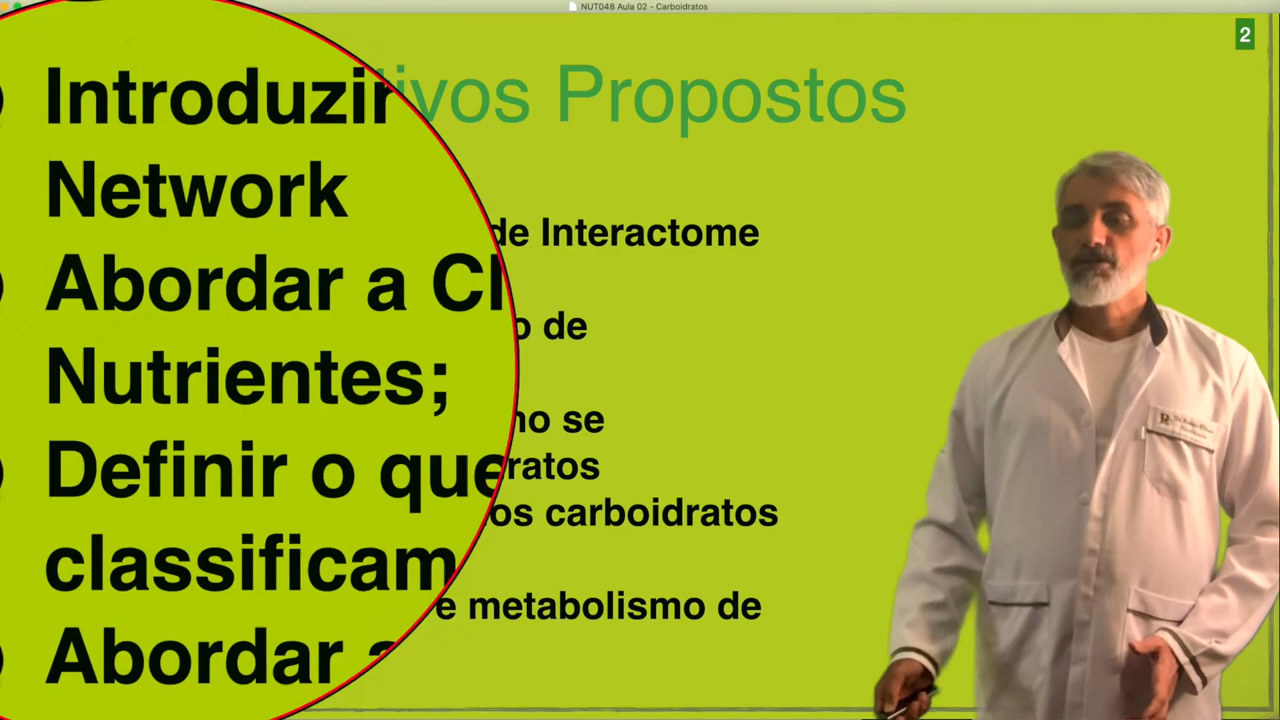 NUT048 Aula 02 - Carboidratos
2
ivos Propostos
Introduzir
Network
de Interactome
Abordar a Cl
o de
Nutrientes;
no se
Definir o que
ratos
os carboidratos
classificam
e metabolismo de
Abordar a